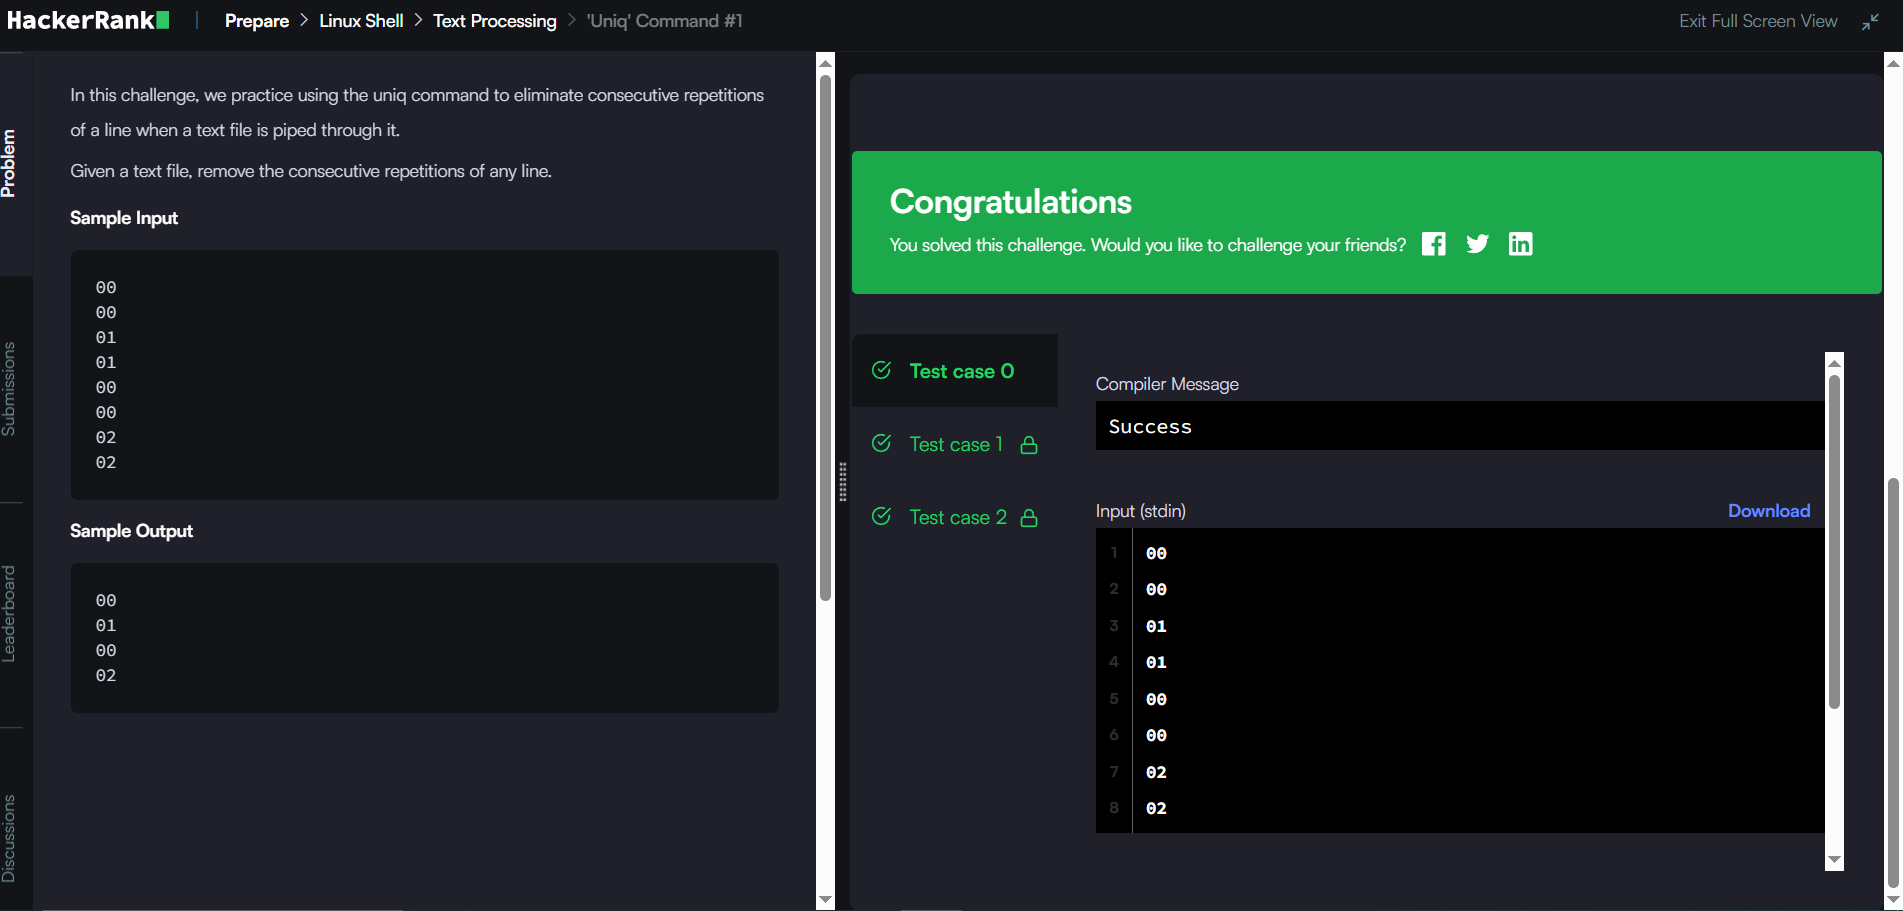 HackerRank | Prepare > Linux Shell > Text Processing > 'Uniq' Command #1
Exit Full Screen View
Problem
Submissions
Leaderboard
Discussions
In this challenge, we practice using the uniq command to eliminate consecutive repetitions
of a line when a text file is piped through it.
Given a text file, remove the consecutive repetitions of any line.
Sample Input
00
00
01
01
00
00
02
02
Sample Output
00
01
00
02
Congratulations
You solved this challenge. Would you like to challenge your friends?
Test case 0
Test case 1
Test case 2
Compiler Message
Success
Input (stdin)
Download
1 00
2 00
3 01
4 01
5 00
6 00
7 02
8 02